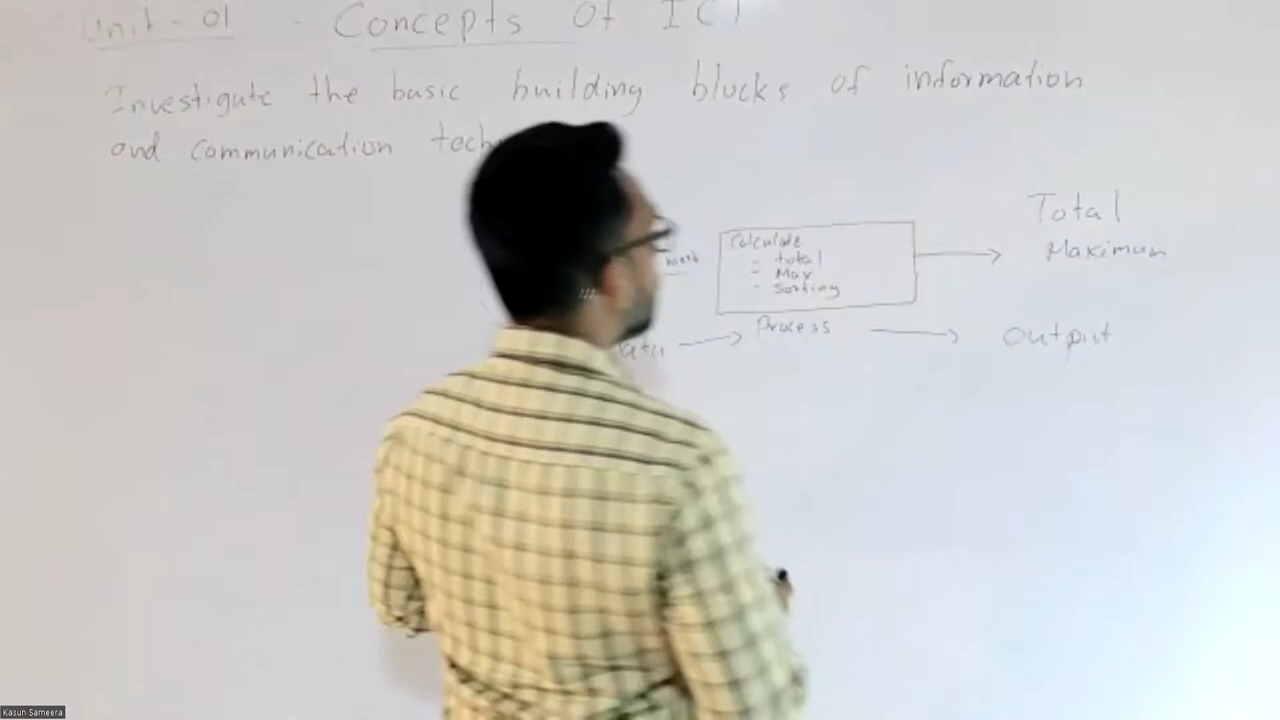 Unit - 01 - Concepts Of ICT
Investigate the basic building blocks of information
and communication tech
Calculate
- total
- Max
- Sorting
Total
Maximum
Process
Output
Kasun Sameera